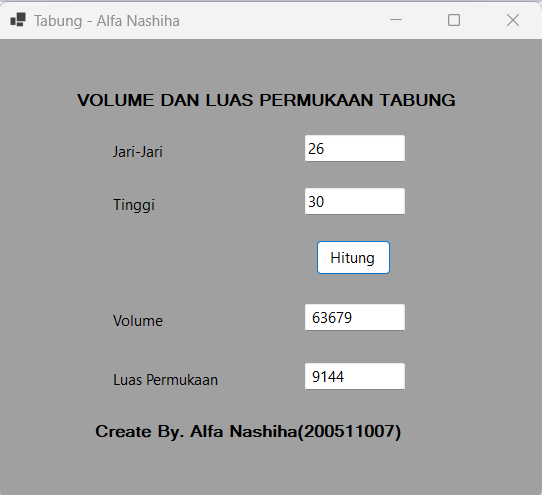 Tabung - Alfa Nashiha
VOLUME DAN LUAS PERMUKAAN TABUNG
Jari-Jari 26
Tinggi 30
Hitung
Volume 63679
Luas Permukaan 9144
Create By. Alfa Nashiha(200511007)